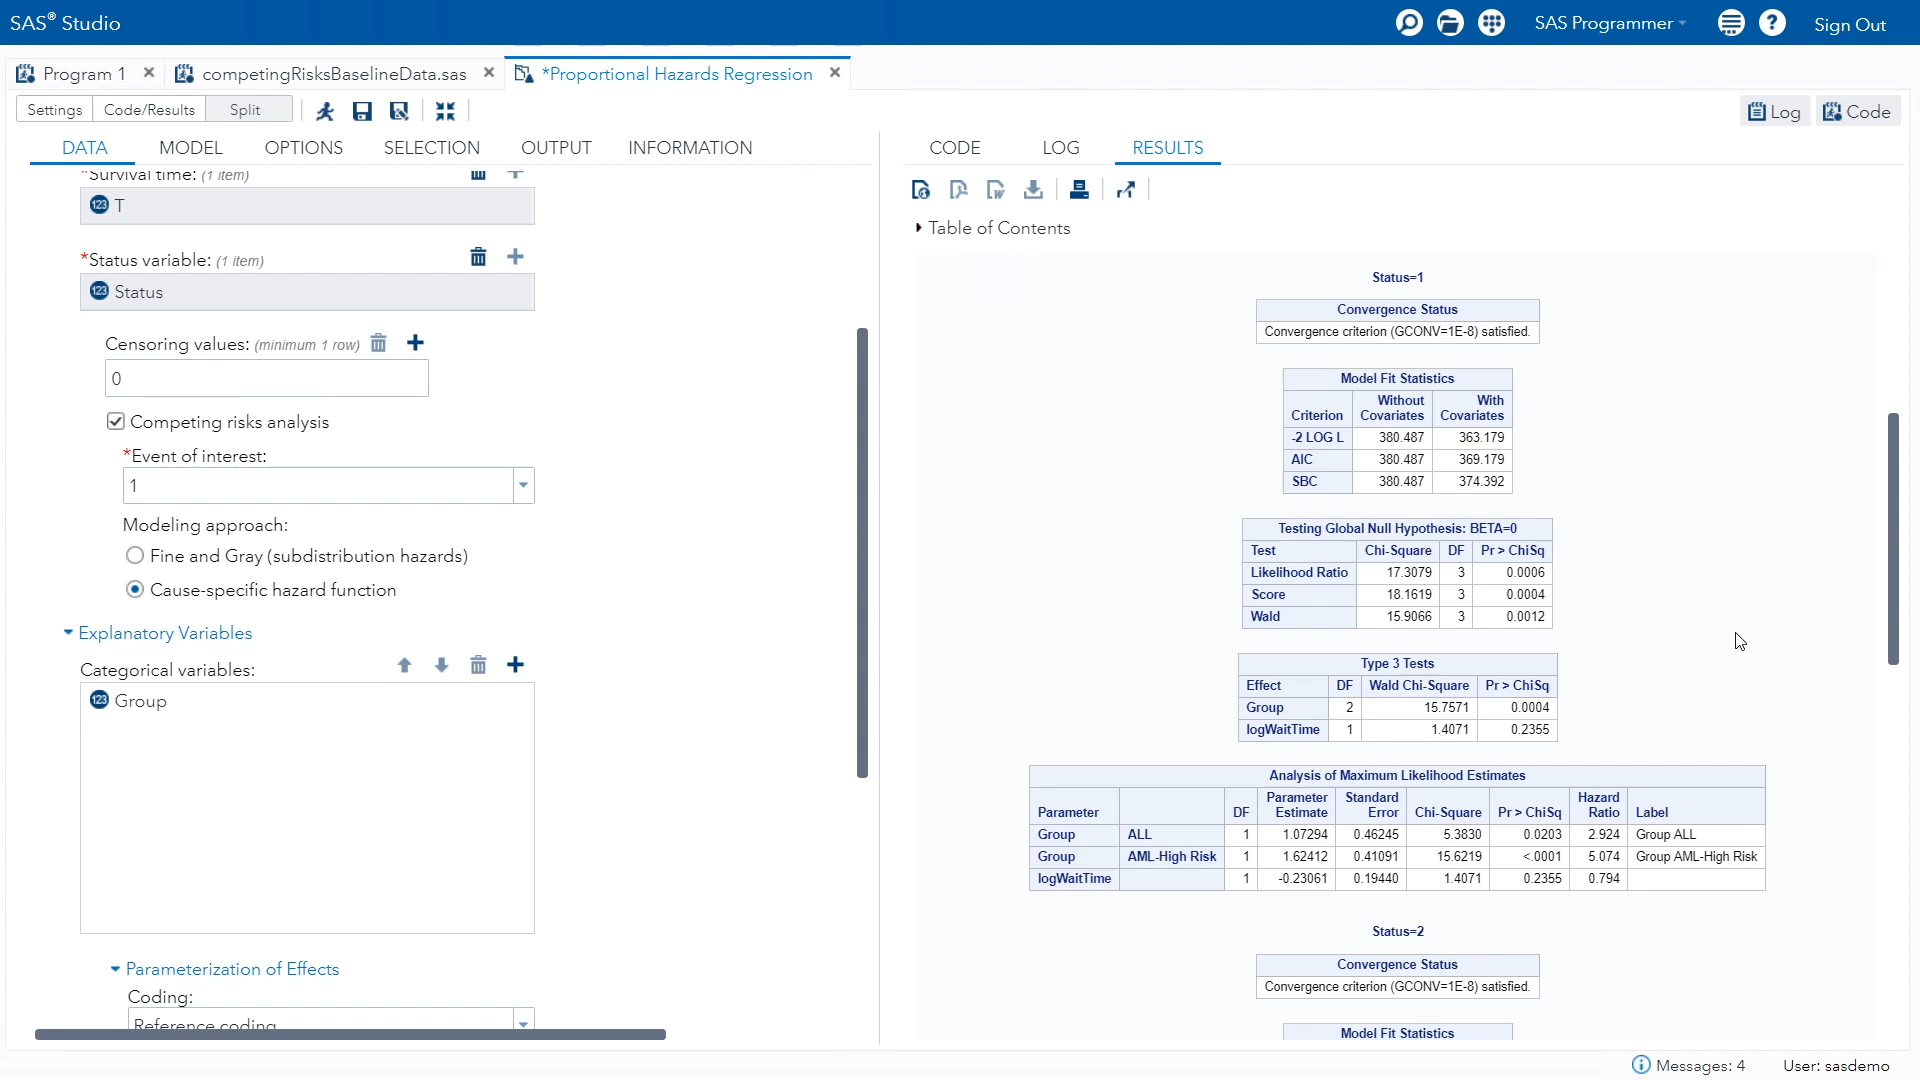 SAS® Studio
SAS Programmer
Sign Out
Program 1
competingRisksBaselineData.sas
*Proportional Hazards Regression
Settings
Code/Results
Split
Log
Code
DATA
MODEL
OPTIONS
SELECTION
OUTPUT
INFORMATION
*Survival time: (1 item)
123 T
*Status variable: (1 item)
123 Status
Censoring values: (minimum 1 row)
0
Competing risks analysis
*Event of interest:
1
Modeling approach:
Fine and Gray (subdistribution hazards)
Cause-specific hazard function
Explanatory Variables
Categorical variables:
123 Group
Parameterization of Effects
Coding:
Reference coding
CODE
LOG
RESULTS
Table of Contents
Status=1
Convergence Status
Convergence criterion (GCONV=1E-8) satisfied.
Model Fit Statistics
Criterion Without Covariates With Covariates
-2 LOG L 380.487 363.179
AIC 380.487 369.179
SBC 380.487 374.392
Testing Global Null Hypothesis: BETA=0
Test Chi-Square DF Pr > ChiSq
Likelihood Ratio 17.3079 3 0.0006
Score 18.1619 3 0.0004
Wald 15.9066 3 0.0012
Type 3 Tests
Effect DF Wald Chi-Square Pr > ChiSq
Group 2 15.7571 0.0004
logWaitTime 1 1.4071 0.2355
Analysis of Maximum Likelihood Estimates
Parameter DF Parameter Estimate Standard Error Chi-Square Pr > ChiSq Hazard Ratio Label
Group ALL 1 1.07294 0.46245 5.3830 0.0203 2.924 Group ALL
Group AML-High Risk 1 1.62412 0.41091 15.6219 <.0001 5.074 Group AML-High Risk
logWaitTime 1 -0.23061 0.19440 1.4071 0.2355 0.794
Status=2
Convergence Status
Convergence criterion (GCONV=1E-8) satisfied.
Model Fit Statistics
Messages: 4
User: sasdemo